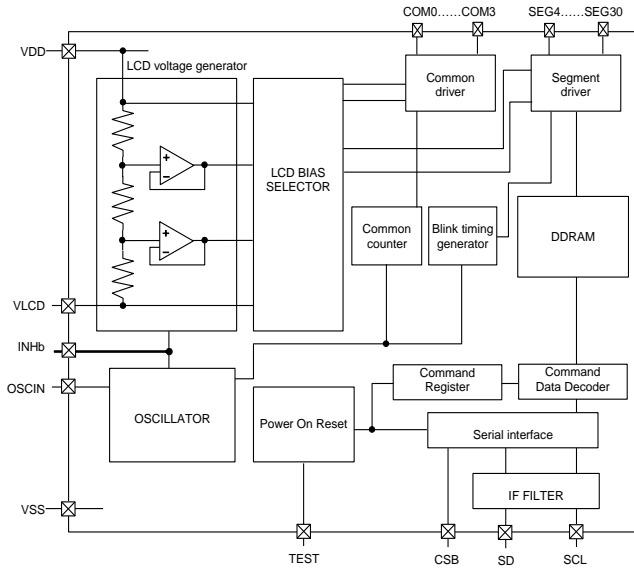 COM0……COM3
SEG4……SEG30
VDD
LCD voltage generator
Common
driver
Segment
driver
+
−
LCD BIAS
SELECTOR
Common
counter
Blink timing
generator
DDRAM
+
−
VLCD
INHb
OSCIN
OSCILLATOR
Power On Reset
Command
Register
Command
Data Decoder
Serial interface
IF FILTER
VSS
TEST
CSB
SD
SCL